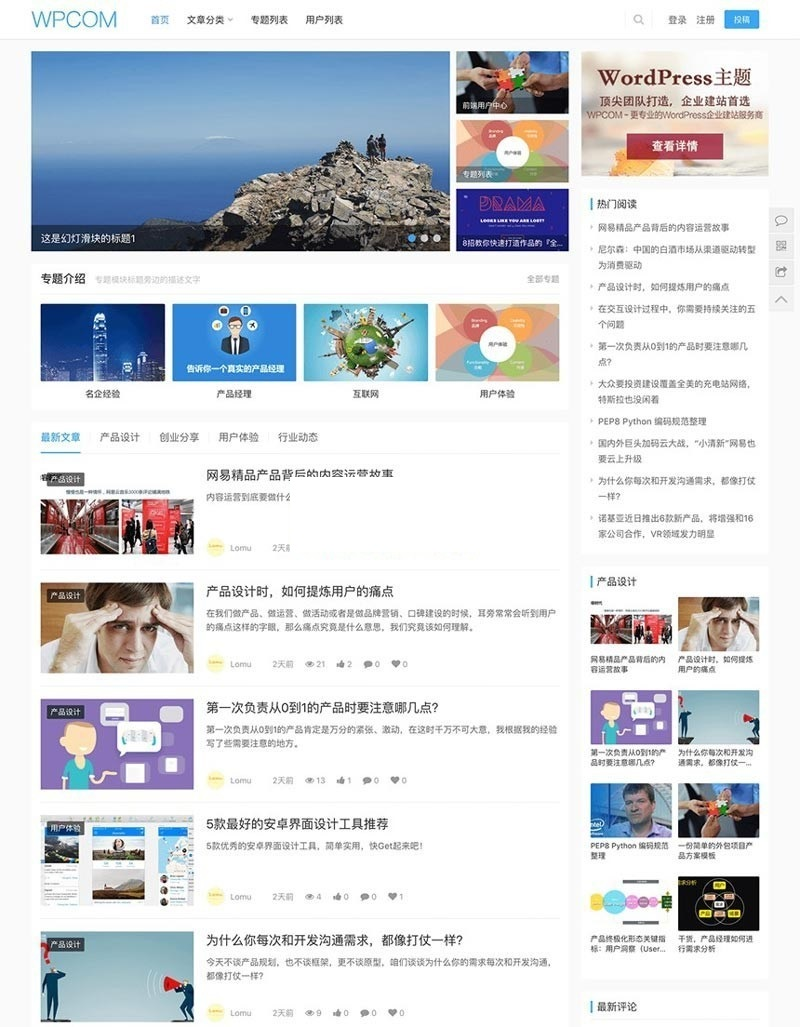 WPCOM
首页 文章分类 专题列表 用户列表
登录 注册 投稿
这是幻灯滑块的标题1
前端用户中心
用户体验
专题列表
DRAMA
LOOKS LIKE YOU ARE LOST?
8招教你快速打造作品的『全...
WordPress主题
顶尖团队打造，企业建站首选
WPCOM - 更专业的WordPress企业建站服务商
查看详情
专题介绍 专题模块标题旁边的描述文字 全部专题
告诉你一个真实的产品经理
Branding
品牌
用户体验
名企经验 产品经理 互联网 用户体验
最新文章 产品设计 创业分享 用户体验 行业动态
产品设计
网易精品产品背后的内容运营故事
内容运营到底要做什么
Lomu 2天前
产品设计
产品设计时，如何提炼用户的痛点
在我们做产品、做运营、做活动或者是做品牌营销、口碑建设的时候，耳旁常常会听到用户
的痛点这样的字眼，那么痛点究竟是什么意思，我们究竟该如何理解。
Lomu 2天前 21 2 0 0
产品设计
第一次负责从0到1的产品时要注意哪几点?
第一次负责从0到1的产品肯定是万分的紧张、激动，在这时千万不可大意，我根据我的经验
写了些需要注意的地方。
Lomu 2天前 13 1 0 0
用户体验
5款最好的安卓界面设计工具推荐
5款优秀的安卓界面设计工具，简单实用，快Get起来吧！
Lomu 2天前 4 0 0 1
产品设计
为什么你每次和开发沟通需求，都像打仗一样?
今天不谈产品规划，也不谈框架，更不谈原型，咱们谈谈为什么你的需求每次和开发沟通，
都像打仗一样?
Lomu 2天前 9 0 0 0
热门阅读
网易精品产品背后的内容运营故事
尼尔森：中国的白酒市场从渠道驱动转型
为消费驱动
产品设计时，如何提炼用户的痛点
在交互设计过程中，你需要持续关注的五
个问题
第一次负责从0到1的产品时要注意哪几
点?
大众要投资建设覆盖全美的充电站网络，
特斯拉也没闲着
PEP8 Python 编码规范整理
国内外巨头加码云大战，“小清新”网易也
要云上升级
为什么你每次和开发沟通需求，都像打仗
一样?
诺基亚近日推出6款新产品，将增强和16
家公司合作，VR领域发力明显
产品设计
网易精品产品背后的内
容运营故事
产品设计时，如何提炼
用户的痛点
第一次负责从0到1的产
品时要注意哪几点?
为什么你每次和开发沟
通需求，都像打仗一...
PEP8 Python 编码规范
整理
一份简单的外包项目产
品方案模板
产品终极化形态关键指
标：用户洞察（User...
干货，产品经理如何进
行需求分析
最新评论